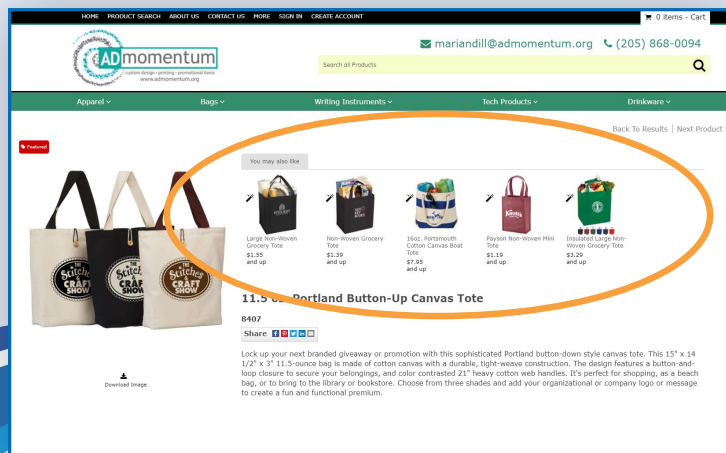 HOME PRODUCT SEARCH ABOUT US CONTACT US MORE SIGN IN CREATE ACCOUNT
0 items - Cart
ADmomentum
custom design • printing • promotional items
www.admomentum.org
mariandill@admomentum.org (205) 868-0094
Search all Products
Apparel Bags Writing Instruments Tech Products Drinkware
Back To Results | Next Product
Featured
You may also like
Large Non-Woven
Grocery Tote
$1.55
and up
Non-Woven Grocery
Tote
$1.39
and up
16oz. Portsmouth
Cotton Canvas Boat
Tote
$7.95
and up
Payson Non-Woven Mini
Tote
$1.19
and up
Insulated Large Non-
Woven Grocery Tote
$3.29
and up
THE
Stitches
& CRAFT
SHOW
THE
Stitches
& CRAFT
SHOW
THE
Stitches
& CRAFT
SHOW
Download Image
11.5 oz. Portland Button-Up Canvas Tote
8407
Share
Lock up your next branded giveaway or promotion with this sophisticated Portland button-down style canvas tote. This 15" x 14
1/2" x 3" 11.5-ounce bag is made of cotton canvas with a durable, tight-weave construction. The design features a button-and-
loop closure to secure your belongings, and color contrasted 21" heavy cotton web handles. It's perfect for shopping, as a beach
bag, or to bring to the library or bookstore. Choose from three shades and add your organizational or company logo or message
to create a fun and functional premium.